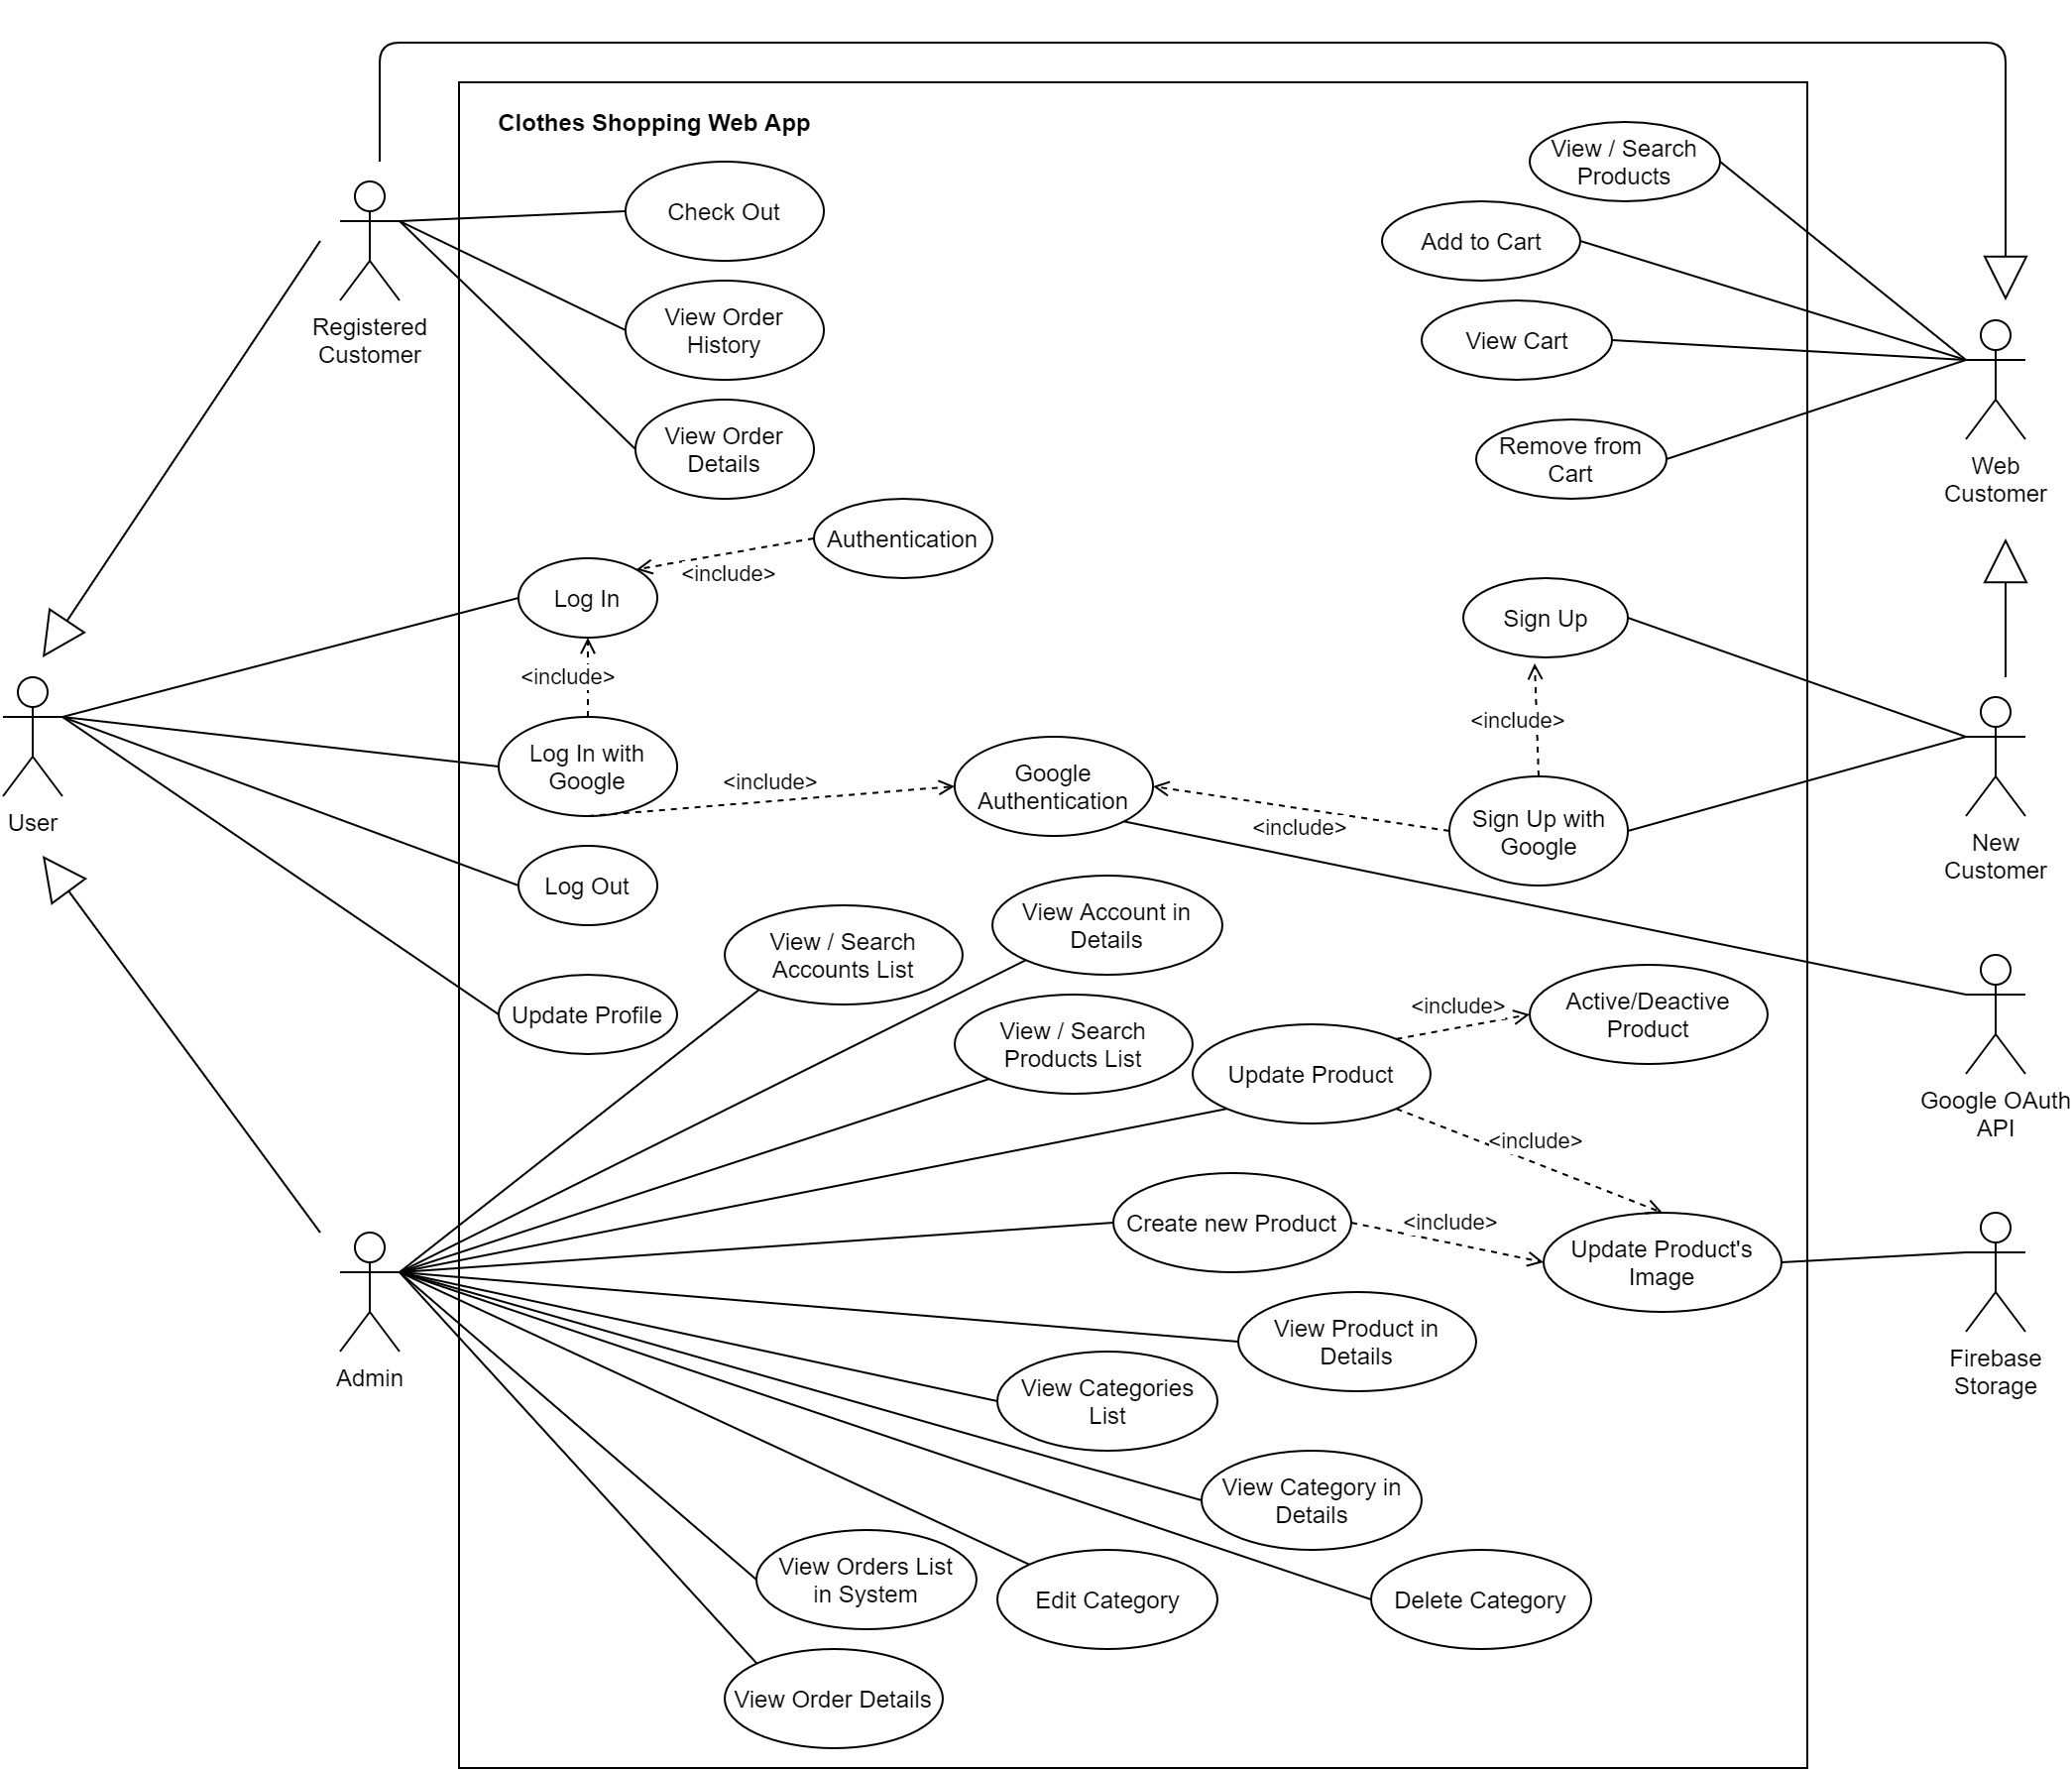 Clothes Shopping Web App
View / Search
Products
Check Out
Add to Cart
Registered
Customer
View Order
History
View Cart
View Order
Details
Remove from
Cart
Web
Customer
Authentication
<include>
Log In
Sign Up
<include>
<include>
Log In with
Google
<include>
Google
Authentication
<include>
Sign Up with
Google
User
New
Customer
Log Out
View / Search
Accounts List
View Account in
Details
Update Profile
View / Search
Products List
Update Product
<include>
Active/Deactive
Product
Google OAuth
API
<include>
Create new Product
<include>
Update Product's
Image
Admin
View Product in
Details
Firebase
Storage
View Categories
List
View Category in
Details
View Orders List
in System
Edit Category
Delete Category
View Order Details